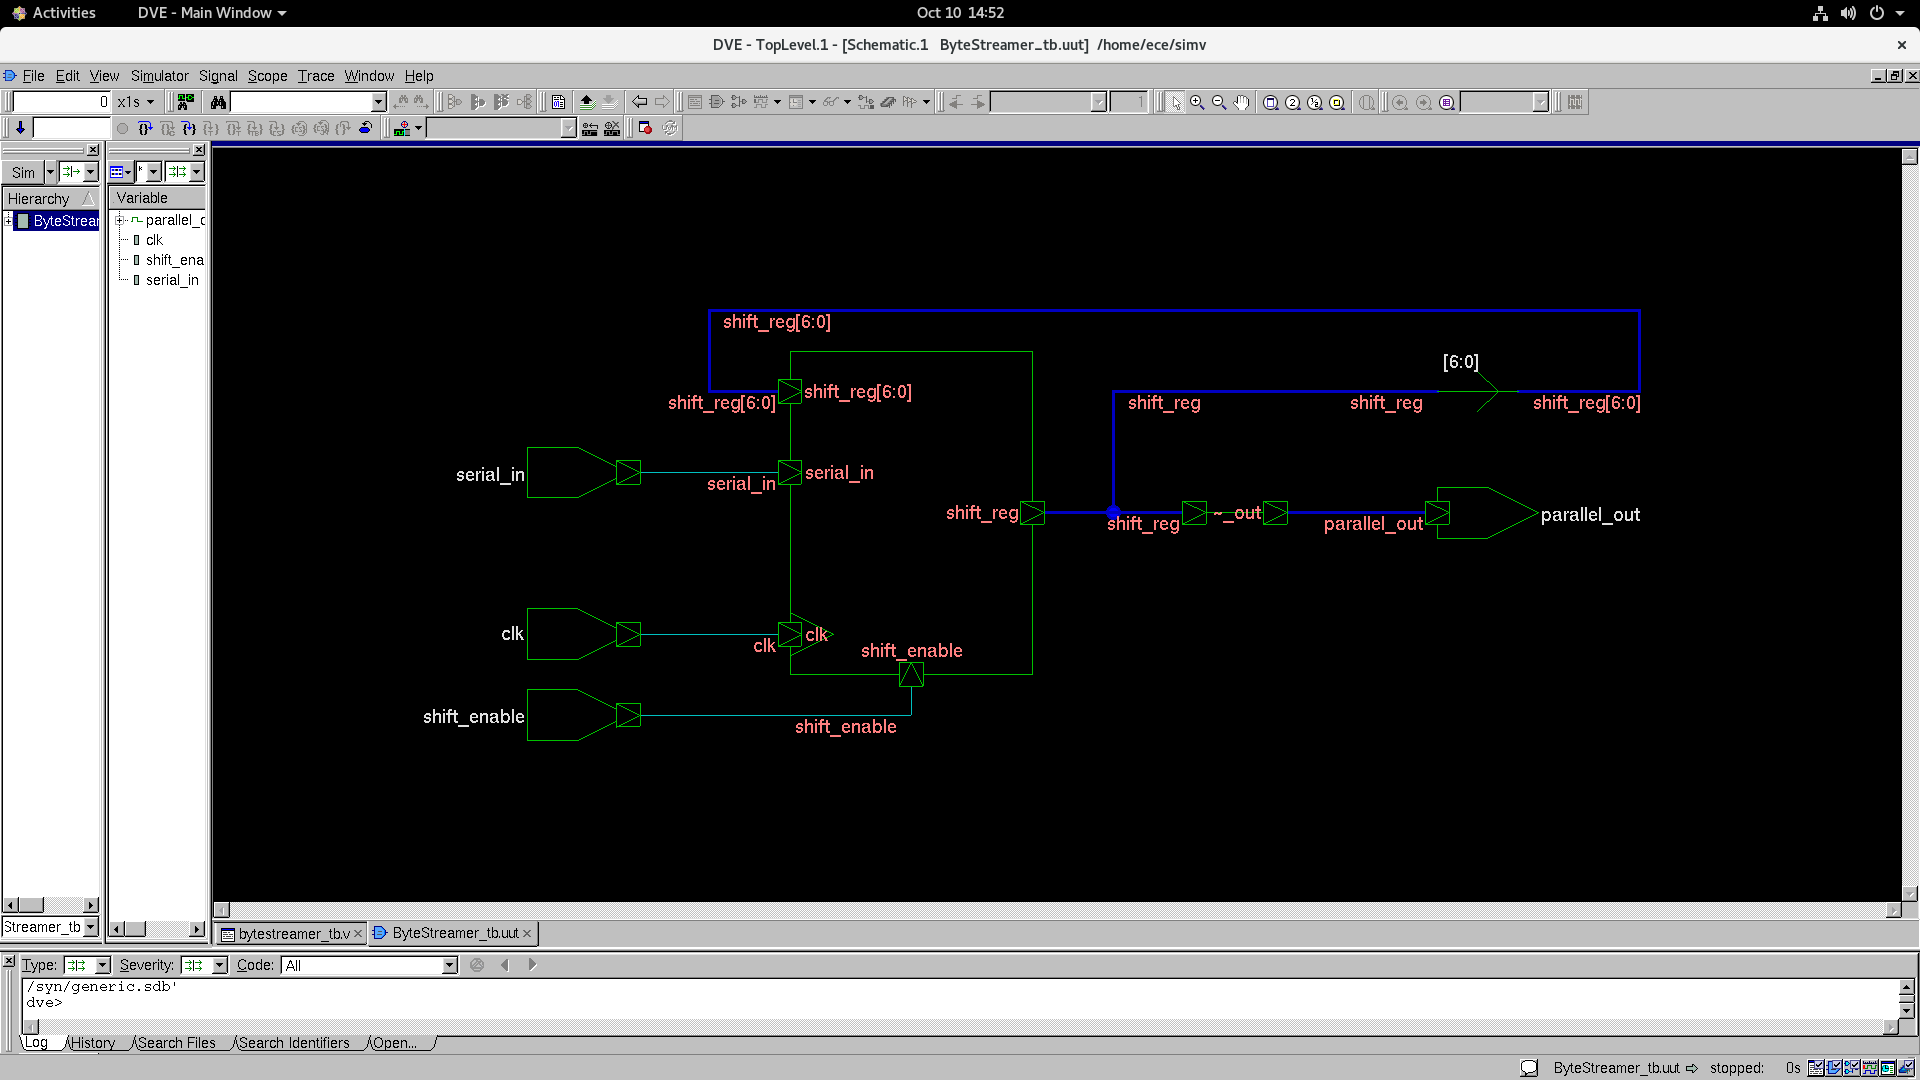 Activities
DVE - Main Window
Oct 10 14:52
DVE - TopLevel.1 - [Schematic.1 ByteStreamer_tb.uut] /home/ece/simv
File Edit View Simulator Signal Scope Trace Window Help
0 x1s
1
Sim
*
Hierarchy
Variable
ByteStrear
parallel_c
clk
shift_ena
serial_in
shift_reg[6:0]
[6:0]
shift_reg[6:0]
shift_reg[6:0]
shift_reg
shift_reg
shift_reg[6:0]
serial_in
serial_in
serial_in
shift_reg
shift_reg
~_out
parallel_out
parallel_out
clk
clk
clk
shift_enable
shift_enable
shift_enable
Streamer_tb
bytestreamer_tb.v
ByteStreamer_tb.uut
Type:
Severity:
Code: All
/syn/generic.sdb'
dve>
Log History Search Files Search Identifiers Open...
ByteStreamer_tb.uut stopped: 0s